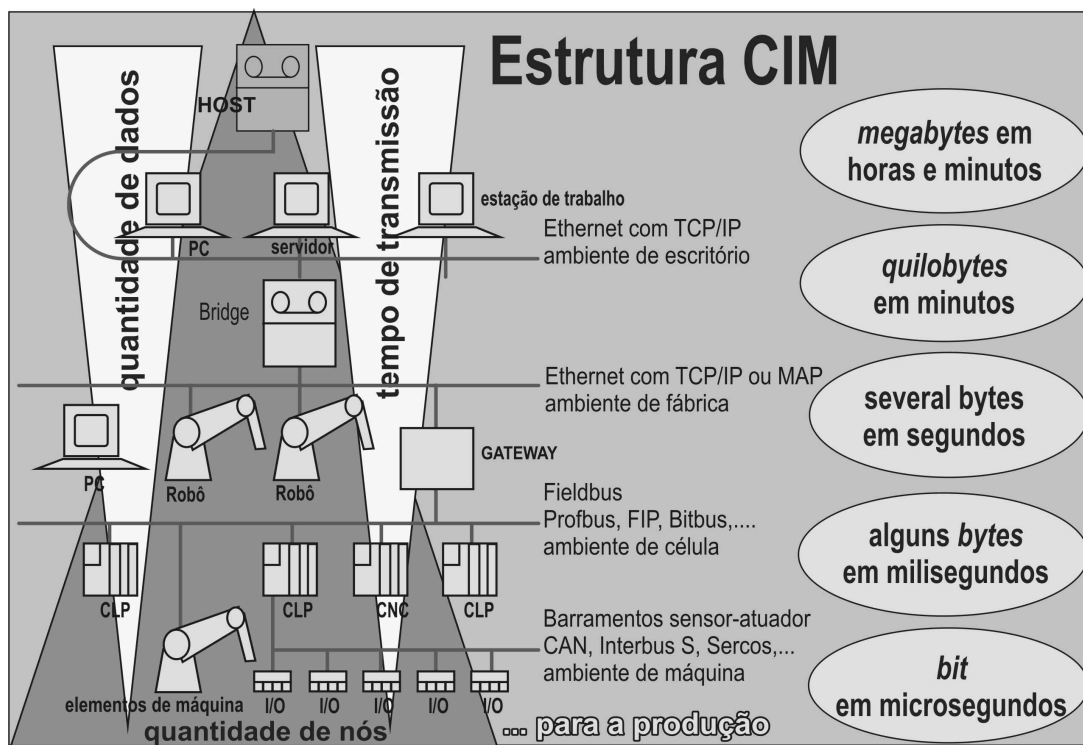 Estrutura CIM
quantidade de dados
tempo de transmissão
HOST
megabytes em
horas e minutos
PC
servidor
estação de trabalho
Ethernet com TCP/IP
ambiente de escritório
quilobytes
em minutos
Bridge
Ethernet com TCP/IP ou MAP
ambiente de fábrica
several bytes
em segundos
PC
Robô
Robô
GATEWAY
Fieldbus
Profbus, FIP, Bitbus,....
ambiente de célula
alguns bytes
em milisegundos
CLP
CLP
CNC
CLP
Barramentos sensor-atuador
CAN, Interbus S, Sercos,...
ambiente de máquina
bit
em microsegundos
elementos de máquina
I/O
I/O
I/O
I/O
I/O
quantidade de nós
... para a produção